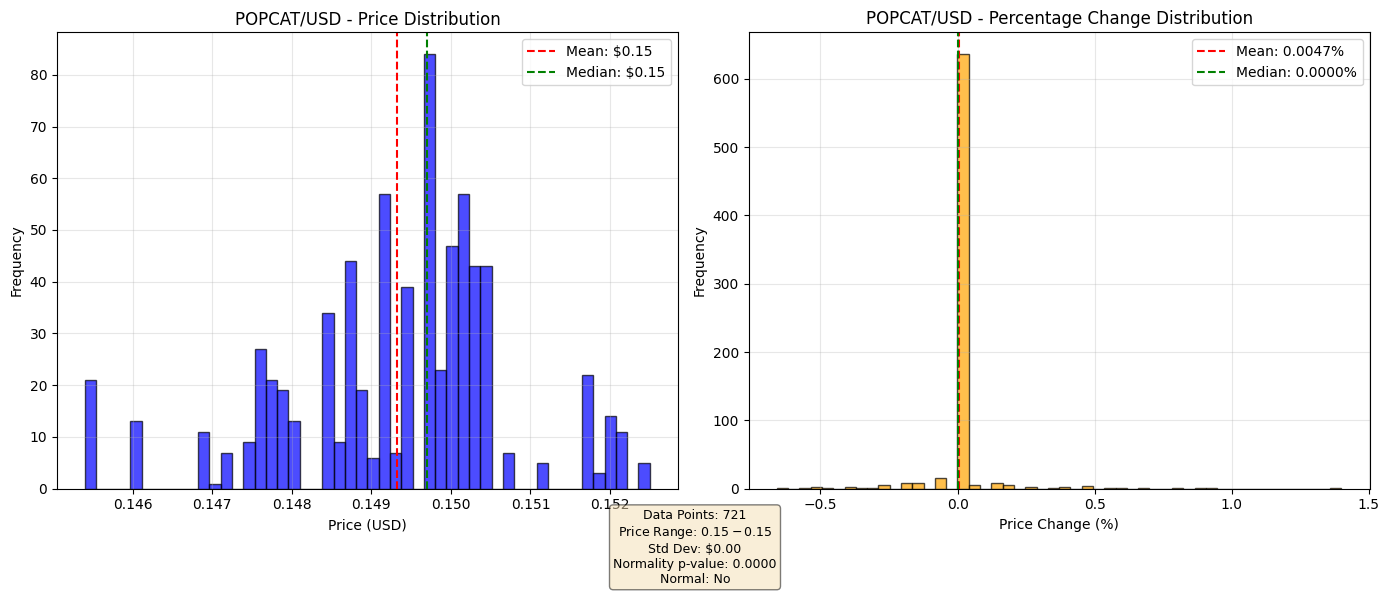 POPCAT/USD - Price Distribution
Mean: $0.15
Median: $0.15
Frequency
80
70
60
50
40
30
20
10
0
0.146 0.147 0.148 0.149 0.150 0.151 0.152
Price (USD)
POPCAT/USD - Percentage Change Distribution
Mean: 0.0047%
Median: 0.0000%
Frequency
600
500
400
300
200
100
0
−0.5 0.0 0.5 1.0 1.5
Price Change (%)
Data Points: 721
Price Range: 0.15 − 0.15
Std Dev: $0.00
Normality p-value: 0.0000
Normal: No